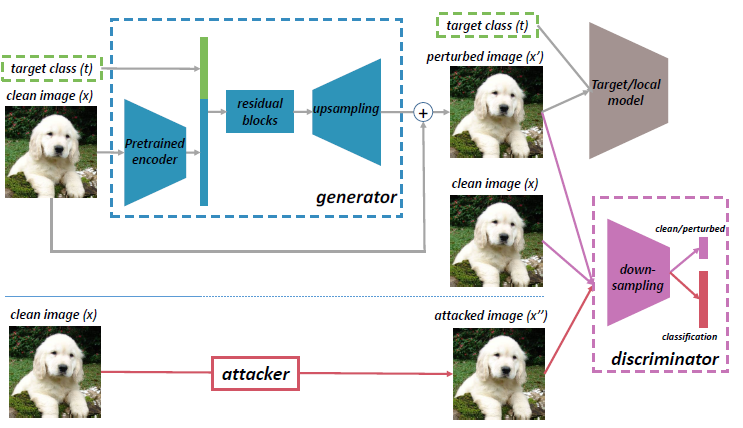 target class (t)
clean image (x)
Pretrained
encoder
residual
blocks
upsampling
generator
+
target class (t)
perturbed image (x’)
Target/local
model
clean image (x)
clean/perturbed
down-
sampling
classification
discriminator
clean image (x)
attacker
attacked image (x’’)